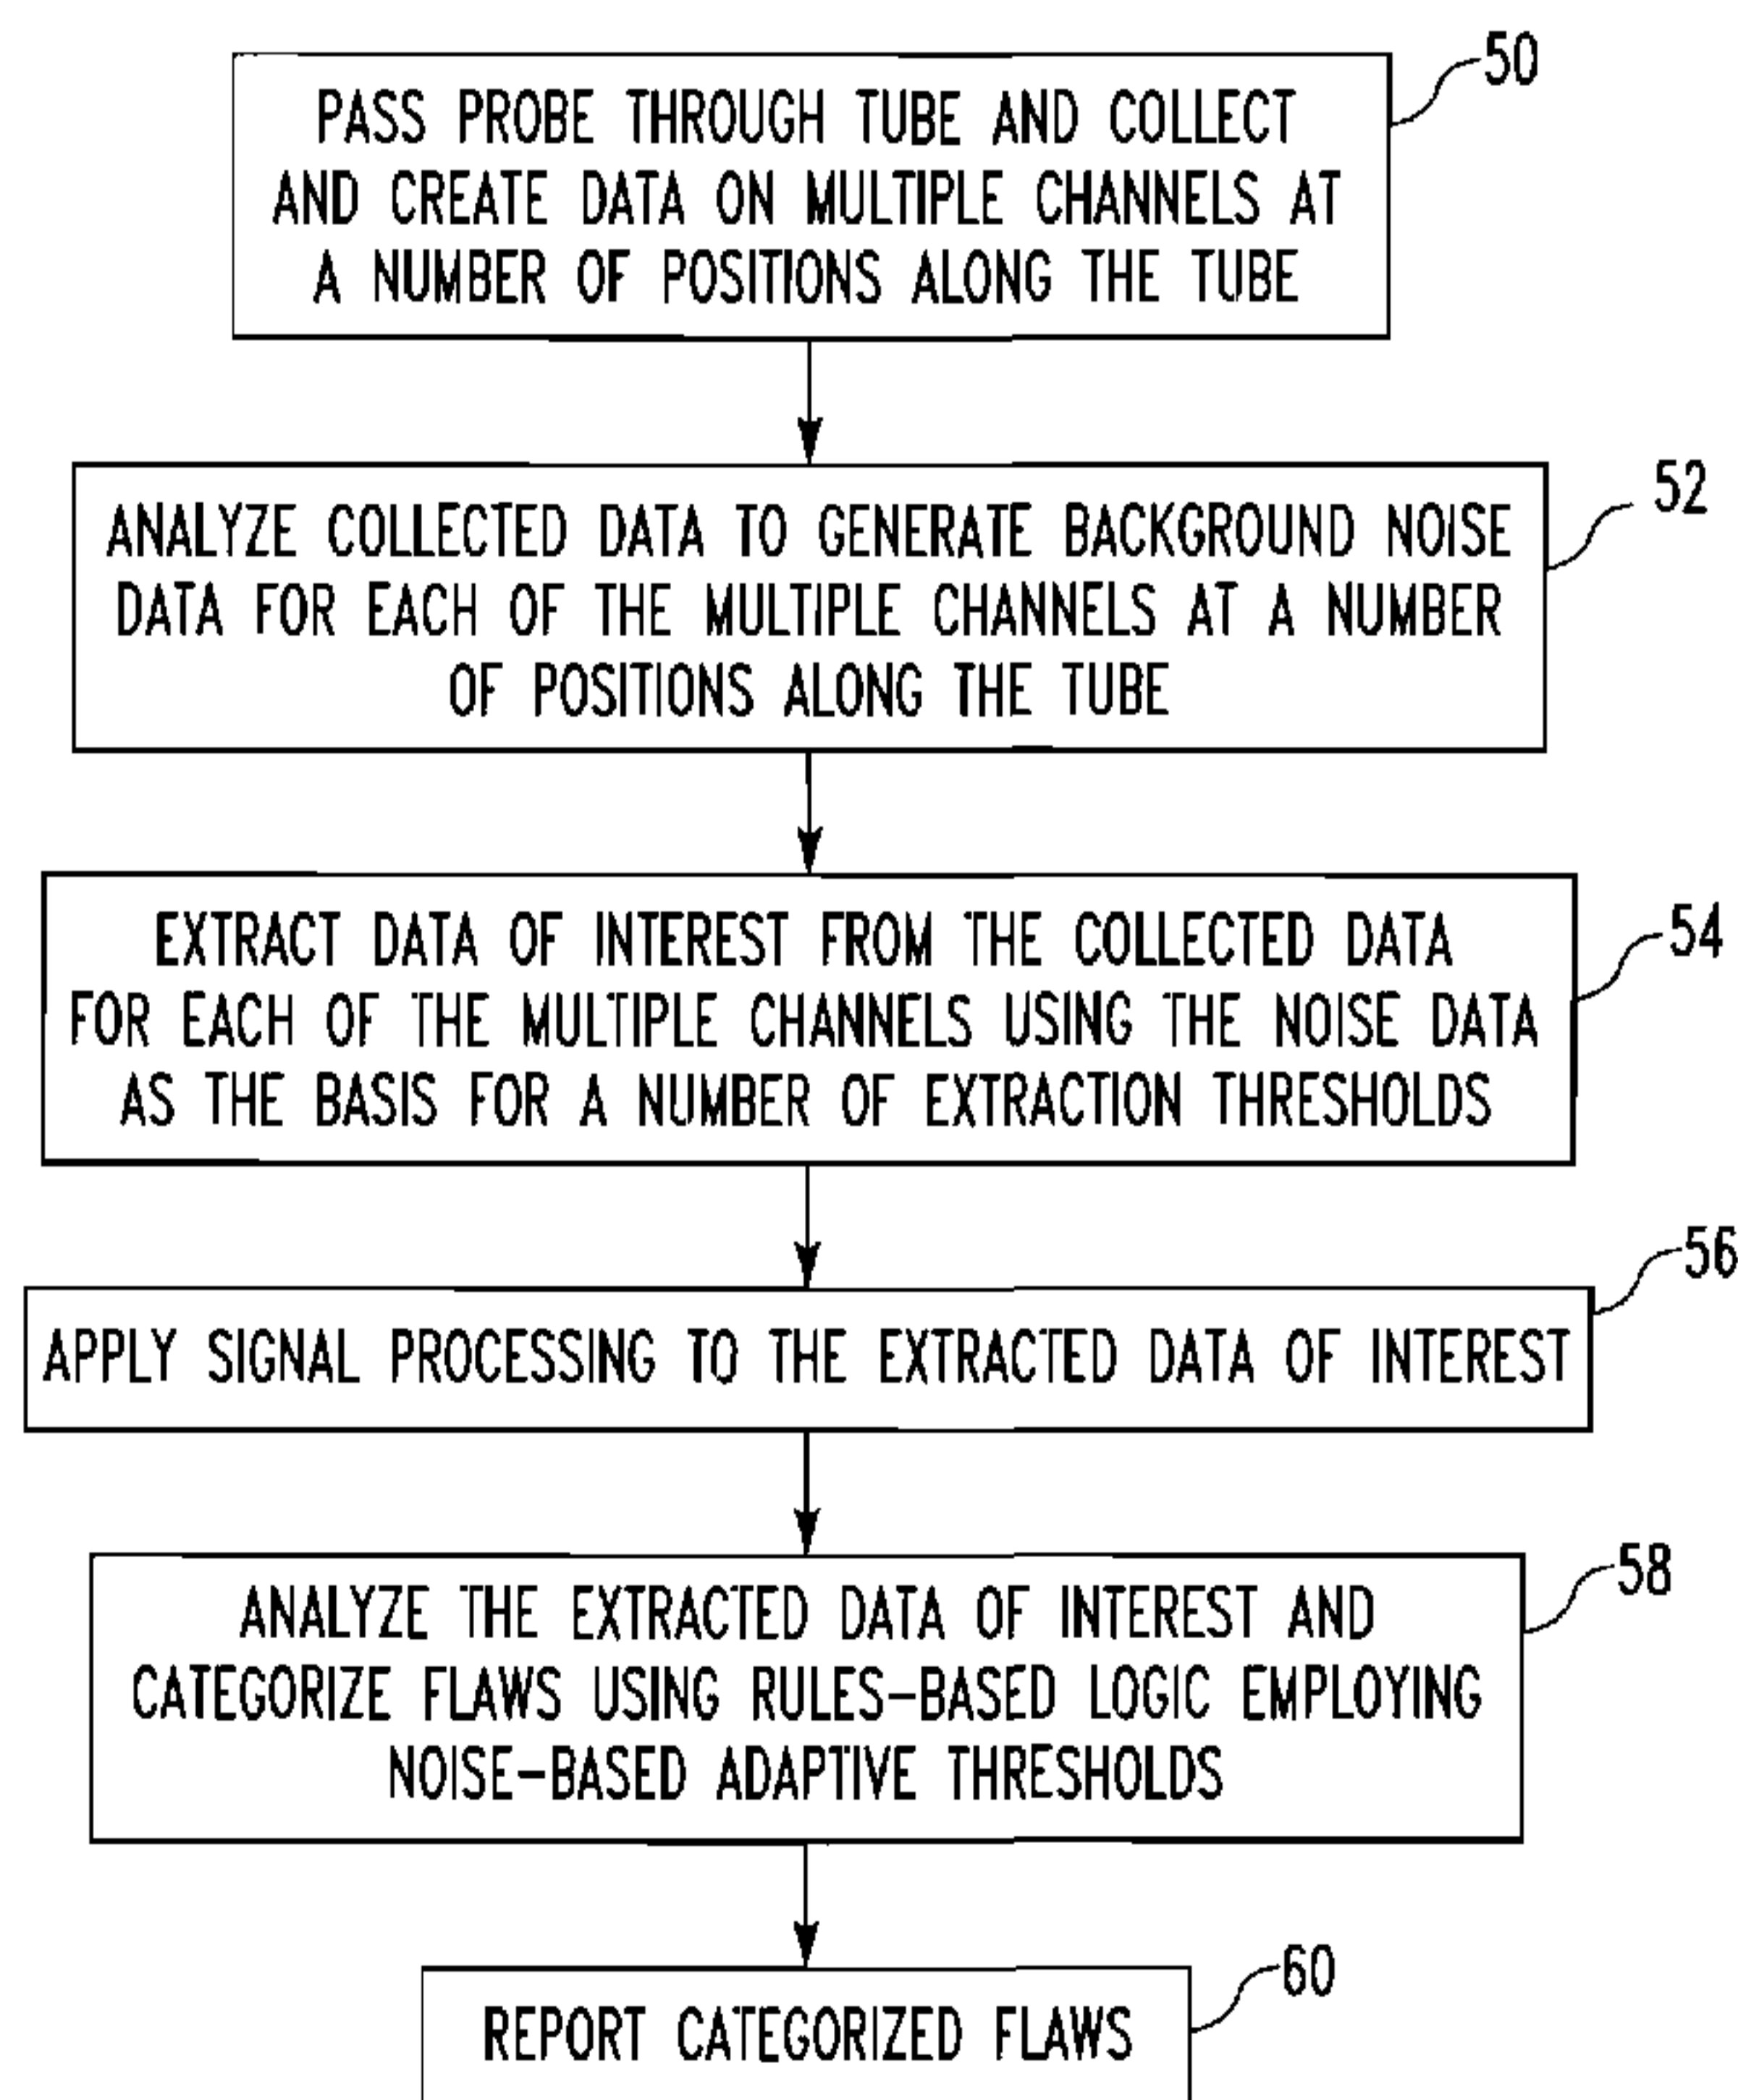 50
PASS PROBE THROUGH TUBE AND COLLECT
AND CREATE DATA ON MULTIPLE CHANNELS AT
A NUMBER OF POSITIONS ALONG THE TUBE
52
ANALYZE COLLECTED DATA TO GENERATE BACKGROUND NOISE
DATA FOR EACH OF THE MULTIPLE CHANNELS AT A NUMBER
OF POSITIONS ALONG THE TUBE
54
EXTRACT DATA OF INTEREST FROM THE COLLECTED DATA
FOR EACH OF THE MULTIPLE CHANNELS USING THE NOISE DATA
AS THE BASIS FOR A NUMBER OF EXTRACTION THRESHOLDS
56
APPLY SIGNAL PROCESSING TO THE EXTRACTED DATA OF INTEREST
58
ANALYZE THE EXTRACTED DATA OF INTEREST AND
CATEGORIZE FLAWS USING RULES-BASED LOGIC EMPLOYING
NOISE-BASED ADAPTIVE THRESHOLDS
60
REPORT CATEGORIZED FLAWS